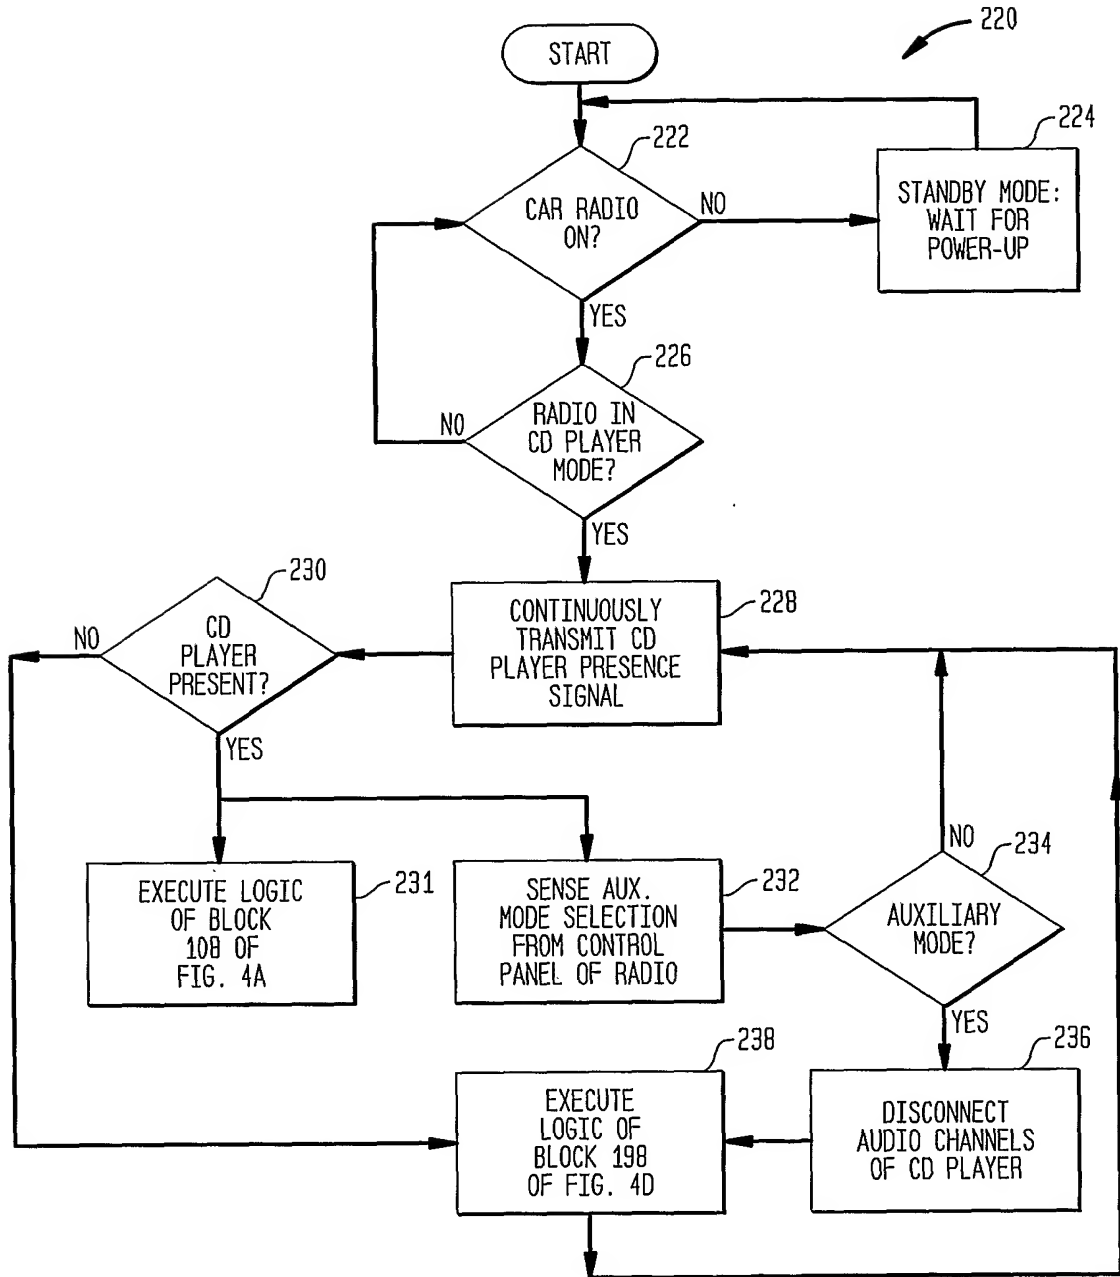 220
START
222
CAR RADIO
ON?
NO
YES
224
STANDBY MODE:
WAIT FOR
POWER-UP
226
RADIO IN
CD PLAYER
MODE?
NO
YES
228
CONTINUOUSLY
TRANSMIT CD
PLAYER PRESENCE
SIGNAL
230
CD
PLAYER
PRESENT?
NO
YES
231
EXECUTE LOGIC
OF BLOCK
108 OF
FIG. 4A
232
SENSE AUX.
MODE SELECTION
FROM CONTROL
PANEL OF RADIO
234
AUXILIARY
MODE?
NO
YES
236
DISCONNECT
AUDIO CHANNELS
OF CD PLAYER
238
EXECUTE
LOGIC OF
BLOCK 198
OF FIG. 4D